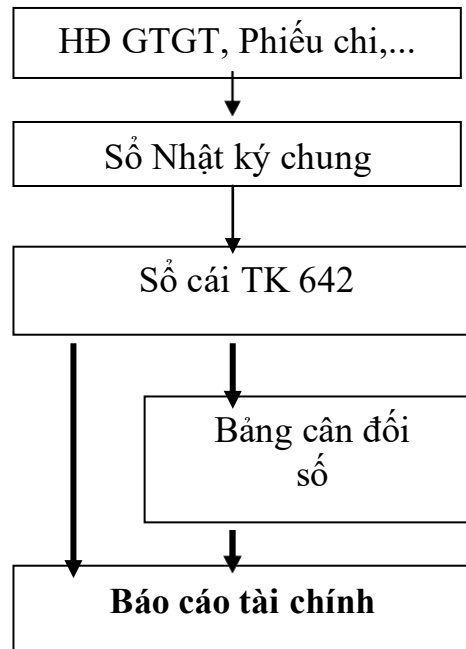 HĐ GTGT, Phiếu chi,...
Sổ Nhật ký chung
Sổ cái TK 642
Bảng cân đối
số
Báo cáo tài chính